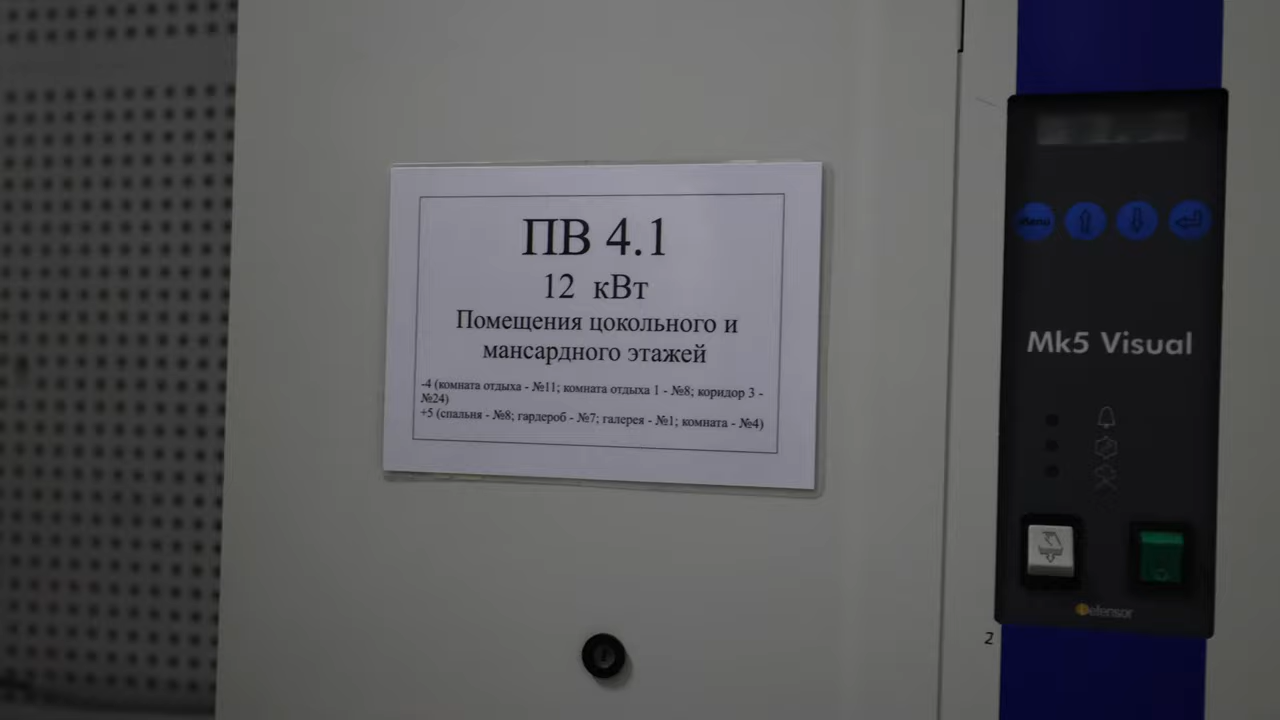 ПВ 4.1
12 кВт
Помещения цокольного и
мансардного этажей
-4 (комната отдыха - №11; комната отдыха 1 - №8; коридор 3 -
№24)
+5 (спальня - №8; гардероб - №7; галерея - №1; комната - №4)
Menu
Mk5 Visual
Defensor
2